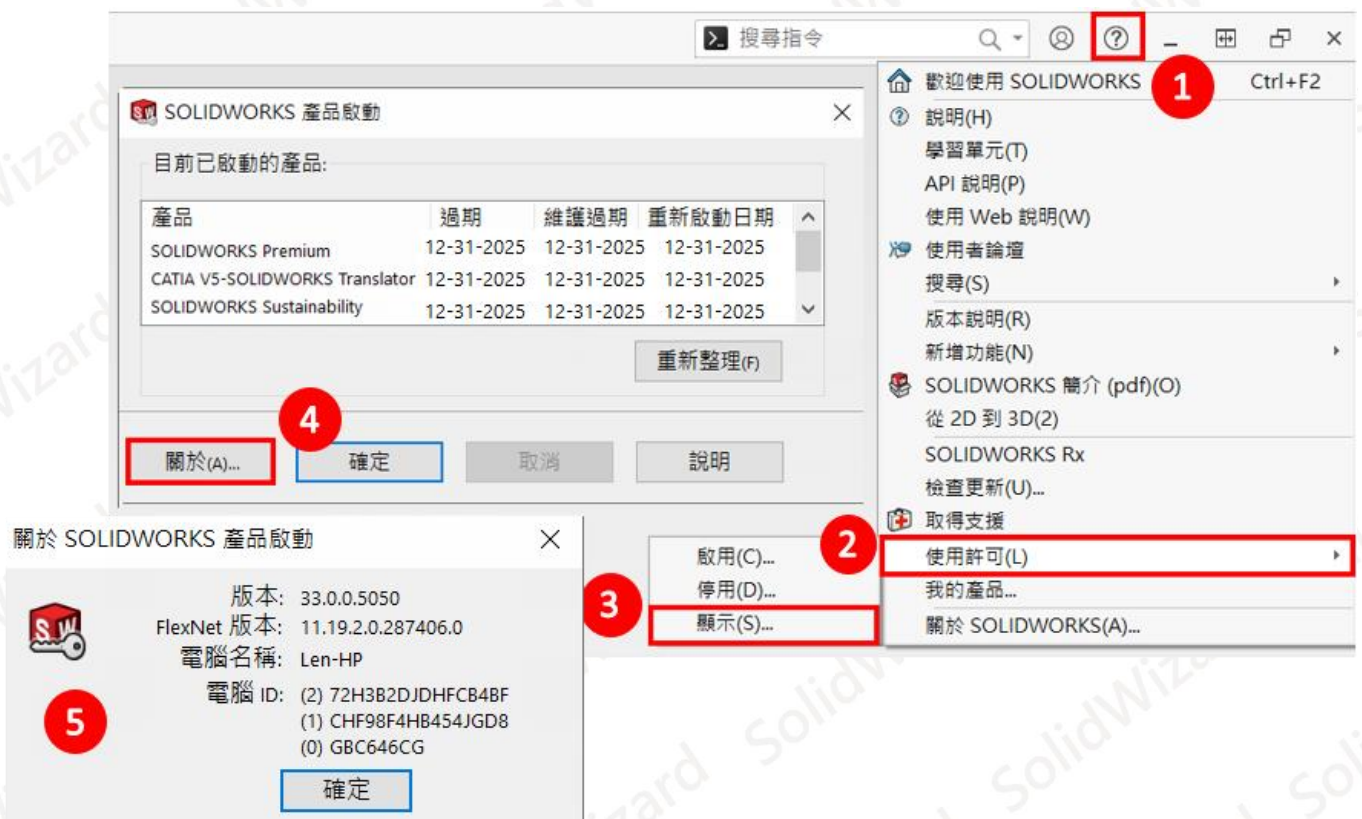 搜尋指令
1
歡迎使用 SOLIDWORKS Ctrl+F2
說明(H)
學習單元(T)
API 說明(P)
使用 Web 說明(W)
使用者論壇
搜尋(S)
版本說明(R)
新增功能(N)
SOLIDWORKS 簡介 (pdf)(O)
從 2D 到 3D(2)
SOLIDWORKS Rx
檢查更新(U)...
取得支援
2
使用許可(L)
我的產品...
關於 SOLIDWORKS(A)...
3
啟用(C)...
停用(D)...
顯示(S)...
SOLIDWORKS 產品啟動
目前已啟動的產品:
產品 過期 維護過期 重新啟動日期
SOLIDWORKS Premium 12-31-2025 12-31-2025 12-31-2025
CATIA V5-SOLIDWORKS Translator 12-31-2025 12-31-2025 12-31-2025
SOLIDWORKS Sustainability 12-31-2025 12-31-2025 12-31-2025
重新整理(F)
4
關於(A)... 確定 取消 說明
關於 SOLIDWORKS 產品啟動
SW
版本: 33.0.0.5050
FlexNet 版本: 11.19.2.0.287406.0
電腦名稱: Len-HP
電腦 ID: (2) 72H3B2DJDHFCB4BF
(1) CHF98F4HB454JGD8
(0) GBC646CG
5
確定
SolidWizard